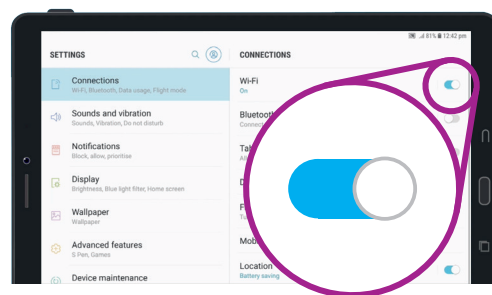 81% 12:42 pm
SETTINGS
Connections
Wi-Fi, Bluetooth, Data usage, Flight mode
Sounds and vibration
Sounds, Vibration, Do not disturb
Notifications
Block, allow, prioritise
Display
Brightness, Blue light filter, Home screen
Wallpaper
Wallpaper
Advanced features
S Pen, Games
Device maintenance
CONNECTIONS
Wi-Fi
On
Bluetooth
Location
Battery saving